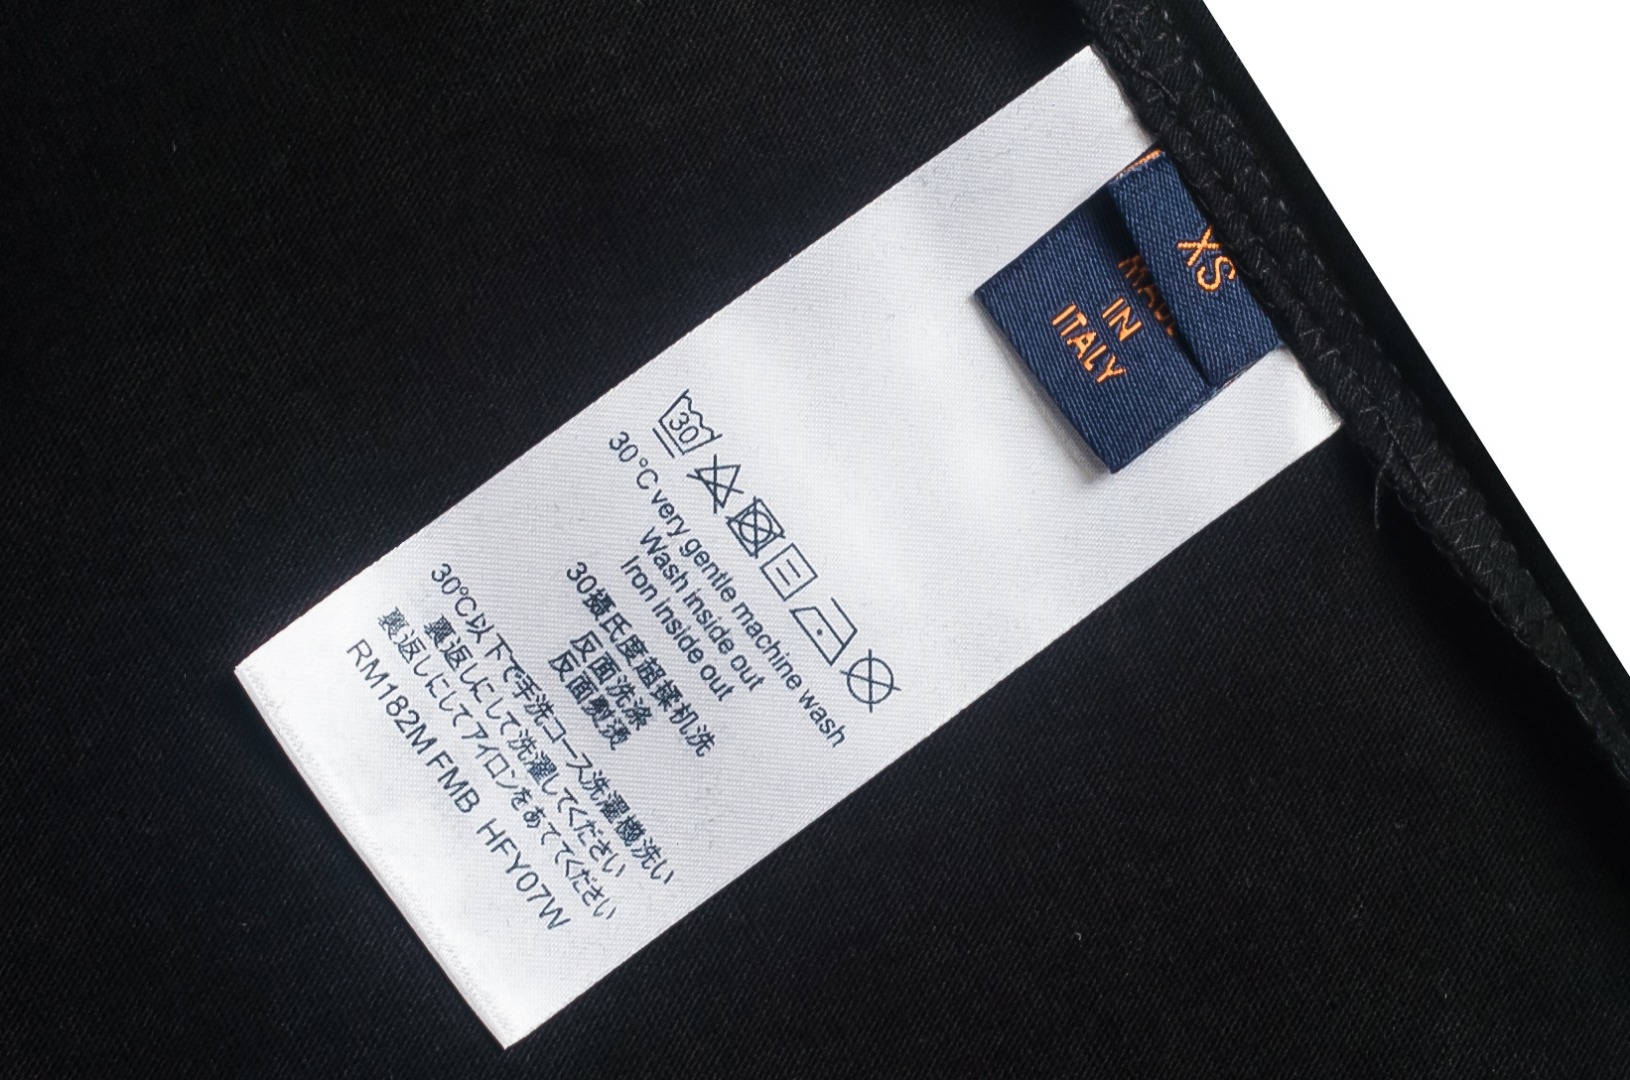 XS
MADE
IN
ITALY
30
30°C very gentle machine wash
Wash inside out
Iron inside out
30摄氏度超揉机洗
反面洗涤
反面熨烫
30℃以下で手洗コース洗濯機洗い
裏返しにして洗濯してください
裏返しにしてアイロンをあててください
RM182M FMB HFY07W